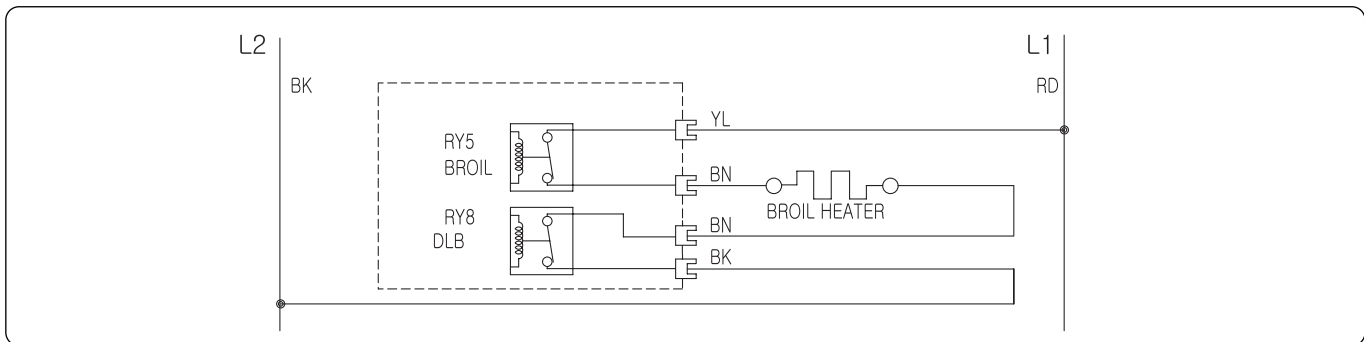 L2
L1
BK
RD
YL
RY5
BROIL
BN
BROIL HEATER
RY8
DLB
BN
BK